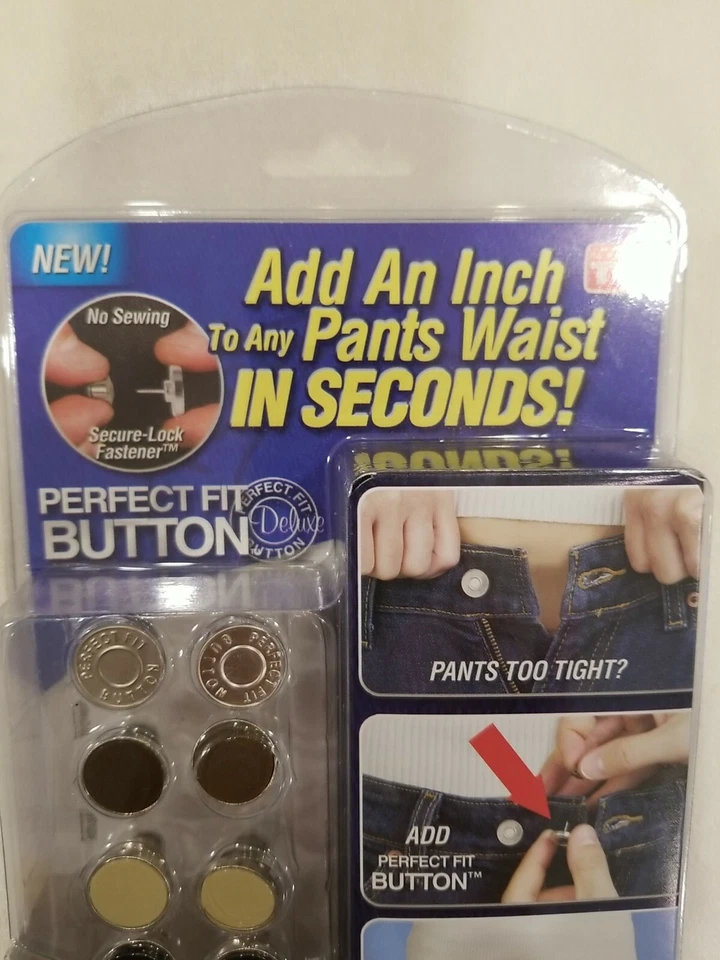 NEW!
Add An Inch
To Any Pants Waist
IN SECONDS!
No Sewing
Secure-Lock
Fastener™
PERFECT FIT
BUTTON
PERFECT FIT
Deluxe
BUTTON
PERFECT FIT BUTTON
PERFECT FIT BUTTON
PANTS TOO TIGHT?
ADD
PERFECT FIT
BUTTON™